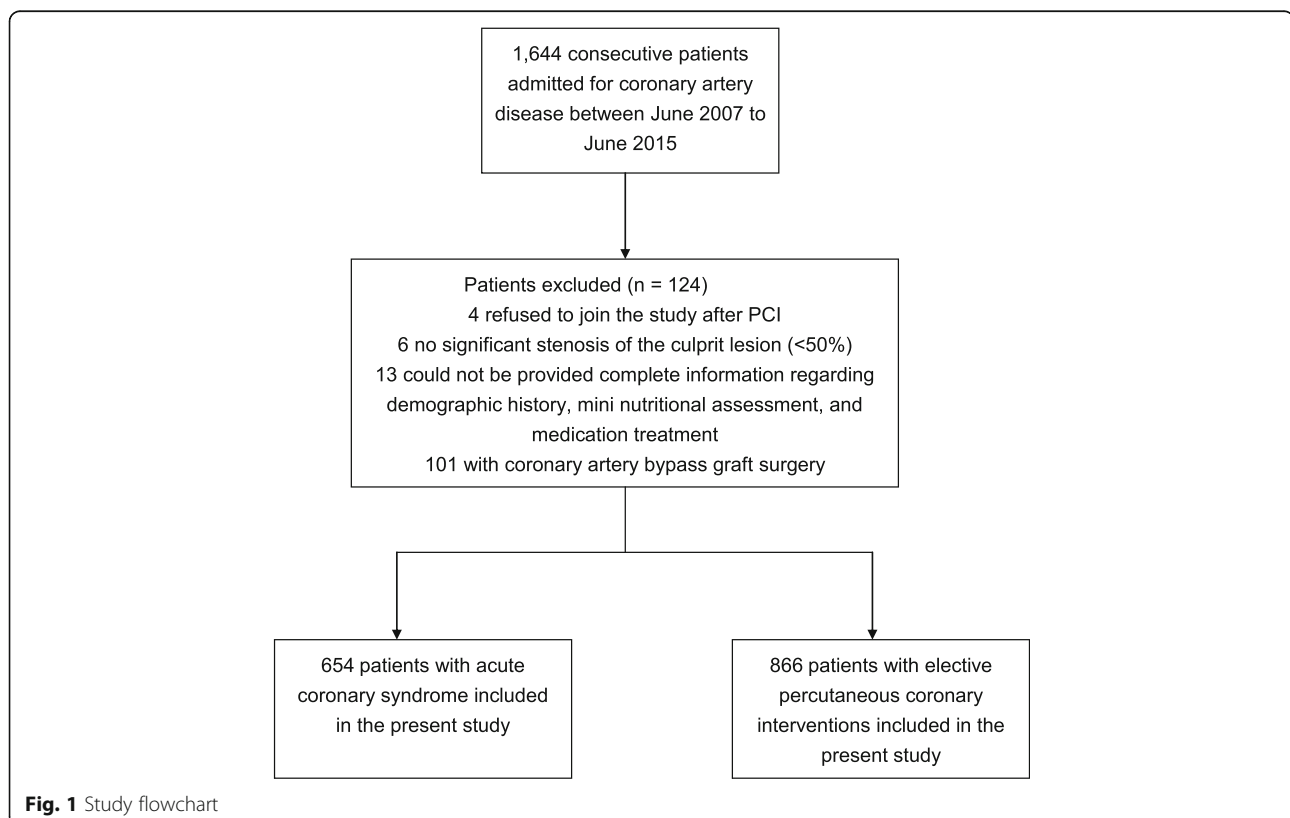 1,644 consecutive patients
admitted for coronary artery
disease between June 2007 to
June 2015
Patients excluded (n = 124)
4 refused to join the study after PCI
6 no significant stenosis of the culprit lesion (<50%)
13 could not be provided complete information regarding
demographic history, mini nutritional assessment, and
medication treatment
101 with coronary artery bypass graft surgery
654 patients with acute
coronary syndrome included
in the present study
866 patients with elective
percutaneous coronary
interventions included in the
present study
Fig. 1 Study flowchart